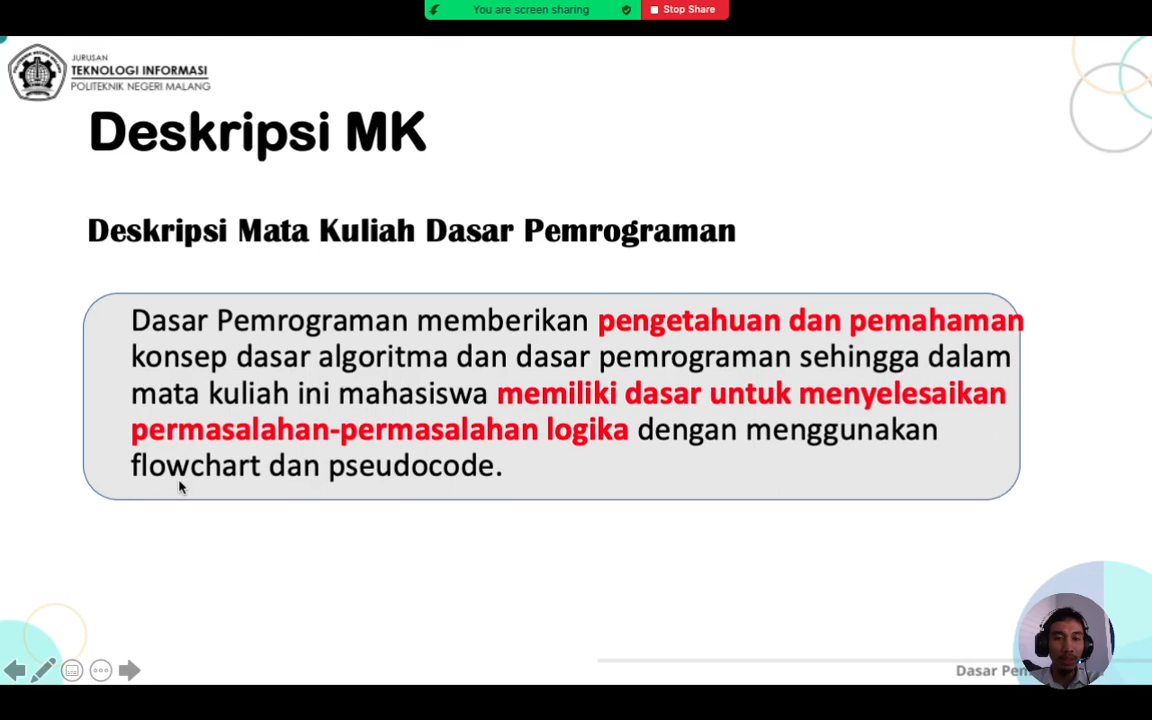 You are screen sharing
Stop Share
JURUSAN
TEKNOLOGI INFORMASI
POLITEKNIK NEGERI MALANG
Deskripsi MK
Deskripsi Mata Kuliah Dasar Pemrograman
Dasar Pemrograman memberikan pengetahuan dan pemahaman
konsep dasar algoritma dan dasar pemrograman sehingga dalam
mata kuliah ini mahasiswa memiliki dasar untuk menyelesaikan
permasalahan-permasalahan logika dengan menggunakan
flowchart dan pseudocode.
Dasar